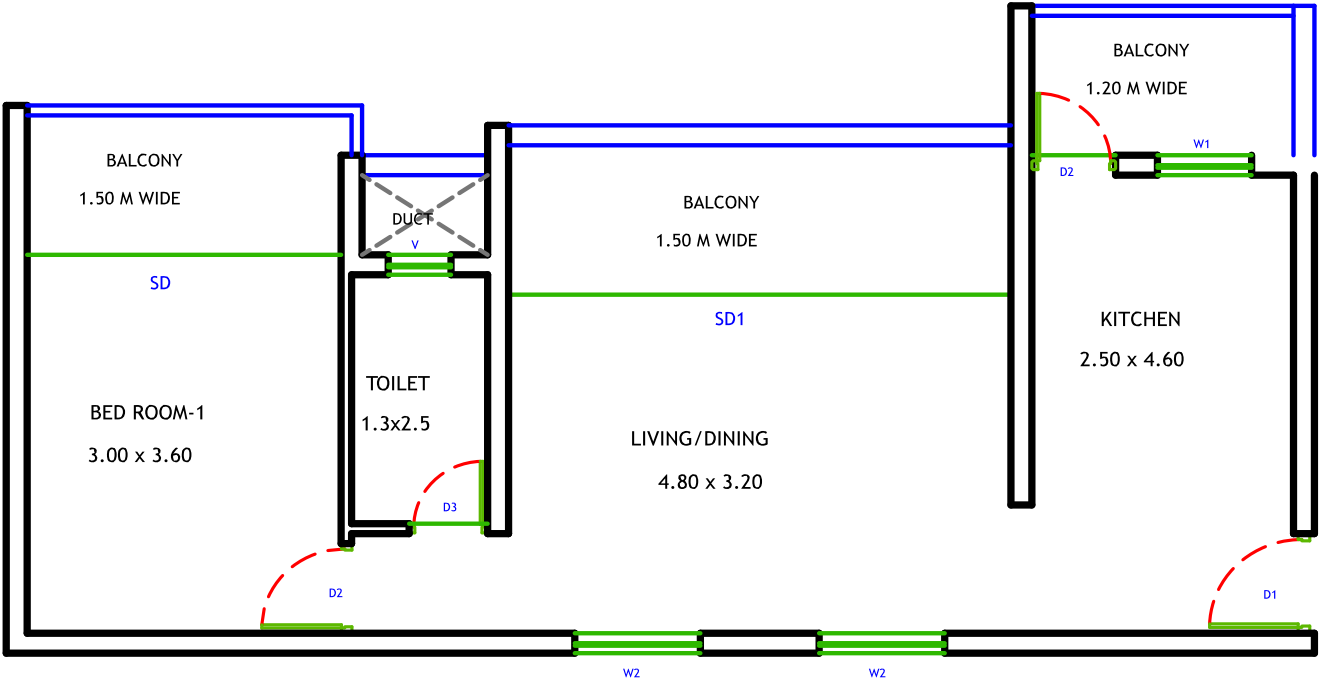 BALCONY
1.20 M WIDE
W1
D2
BALCONY
1.50 M WIDE
SD
DUCT
V
BALCONY
1.50 M WIDE
SD1
KITCHEN
2.50 x 4.60
TOILET
1.3x2.5
BED ROOM-1
3.00 x 3.60
LIVING/DINING
4.80 x 3.20
D3
D2
D1
W2
W2